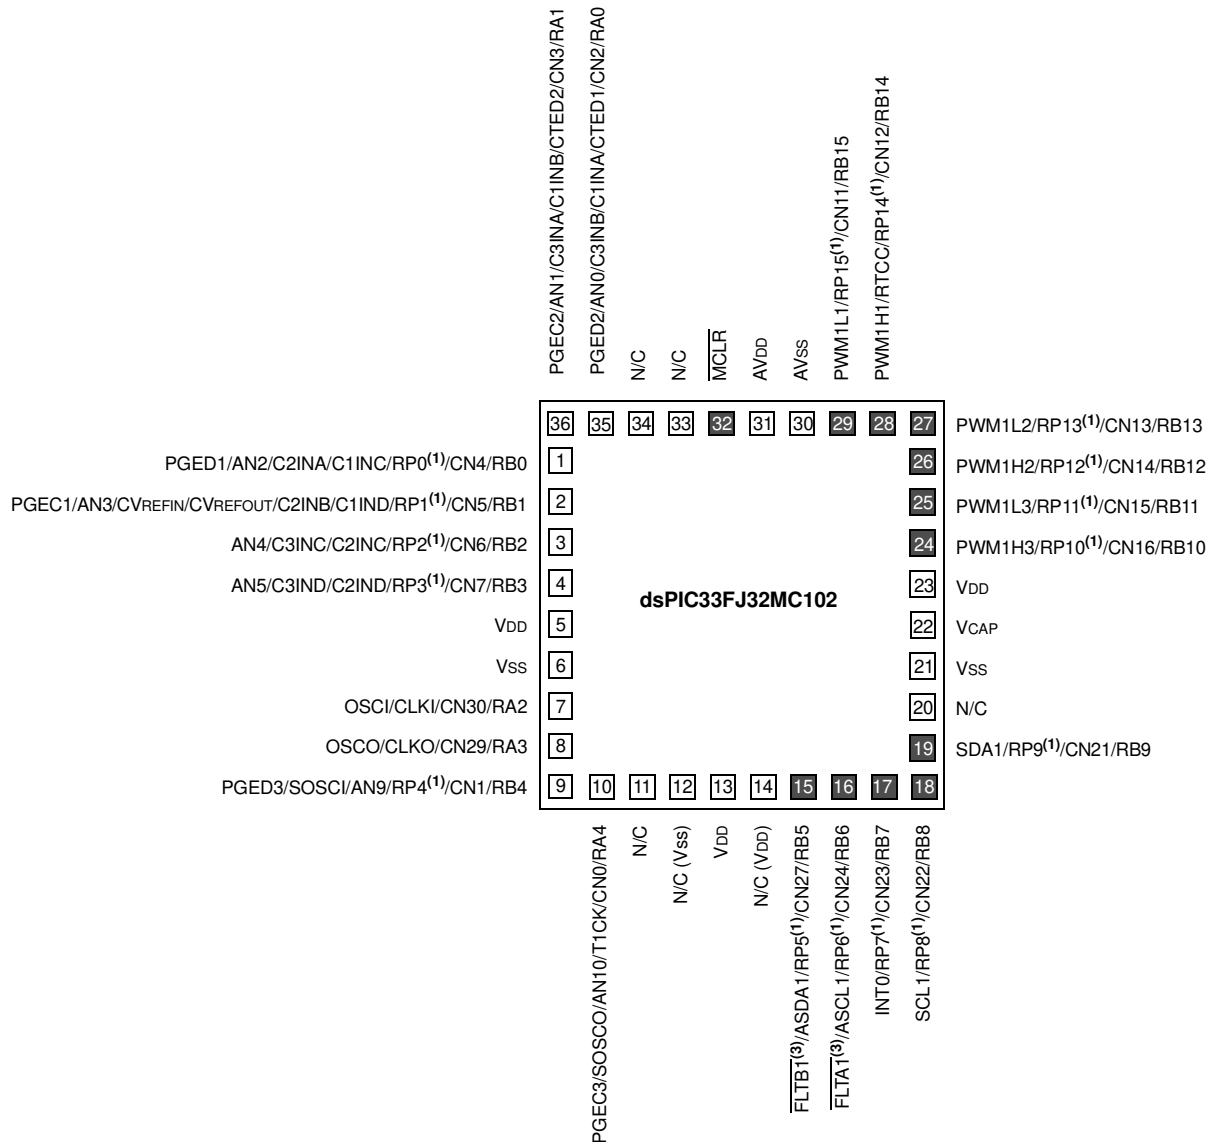 PGEC2/AN1/C3INA/C1INB/CTED2/CN3/RA1
PGED2/AN0/C3INB/C1INA/CTED1/CN2/RA0
N/C
N/C
MCLR
AVDD
AVSS
PWM1L1/RP15(1)/CN11/RB15
PWM1H1/RTCC/RP14(1)/CN12/RB14
36 35 34 33 32 31 30 29 28 27
PWM1L2/RP13(1)/CN13/RB13
PGED1/AN2/C2INA/C1INC/RP0(1)/CN4/RB0 1
26 PWM1H2/RP12(1)/CN14/RB12
PGEC1/AN3/CVREFIN/CVREFOUT/C2INB/C1IND/RP1(1)/CN5/RB1 2
25 PWM1L3/RP11(1)/CN15/RB11
AN4/C3INC/C2INC/RP2(1)/CN6/RB2 3
24 PWM1H3/RP10(1)/CN16/RB10
AN5/C3IND/C2IND/RP3(1)/CN7/RB3 4
dsPIC33FJ32MC102
23 VDD
VDD 5
22 VCAP
VSS 6
21 VSS
OSCI/CLKI/CN30/RA2 7
20 N/C
OSCO/CLKO/CN29/RA3 8
19 SDA1/RP9(1)/CN21/RB9
PGED3/SOSCI/AN9/RP4(1)/CN1/RB4
9 10 11 12 13 14 15 16 17 18
PGEC3/SOSCO/AN10/T1CK/CN0/RA4
N/C
N/C (Vss)
VDD
N/C (VDD)
FLTB1(3)/ASDA1/RP5(1)/CN27/RB5
FLTA1(3)/ASCL1/RP6(1)/CN24/RB6
INT0/RP7(1)/CN23/RB7
SCL1/RP8(1)/CN22/RB8